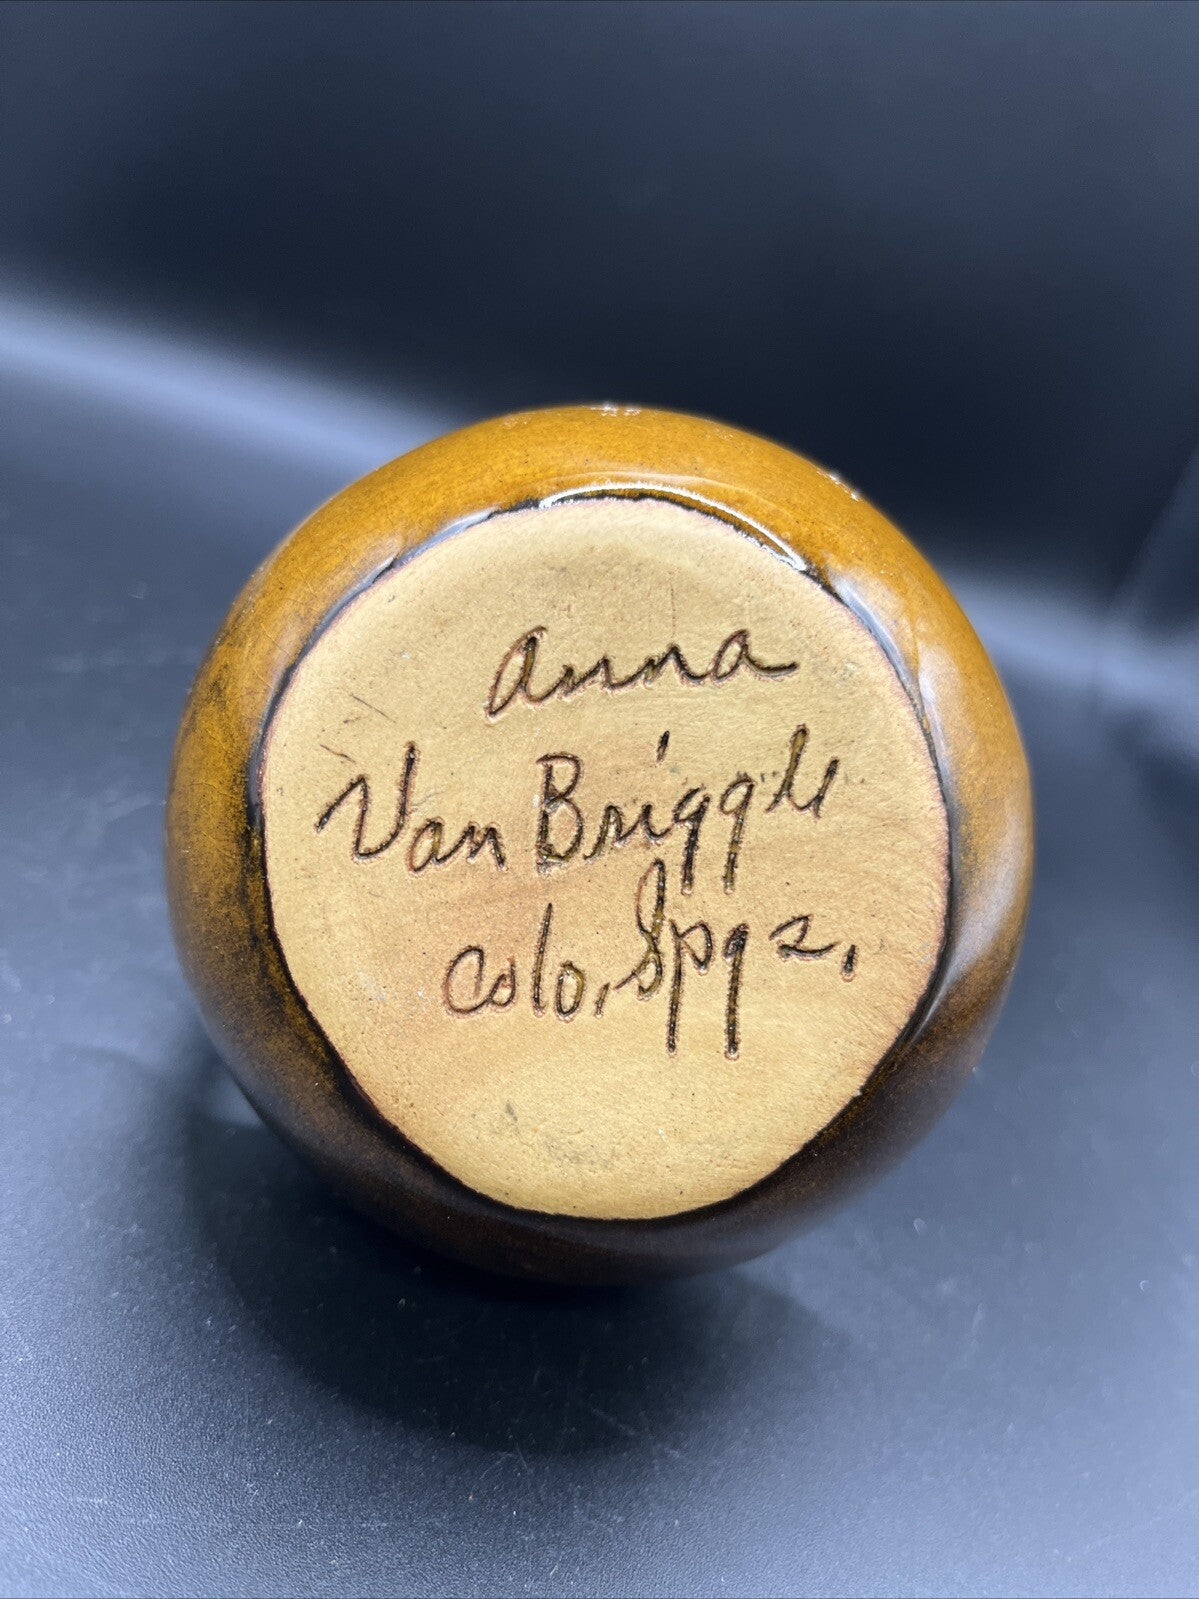 Anna
Van Briggle
Colo, Spgs,